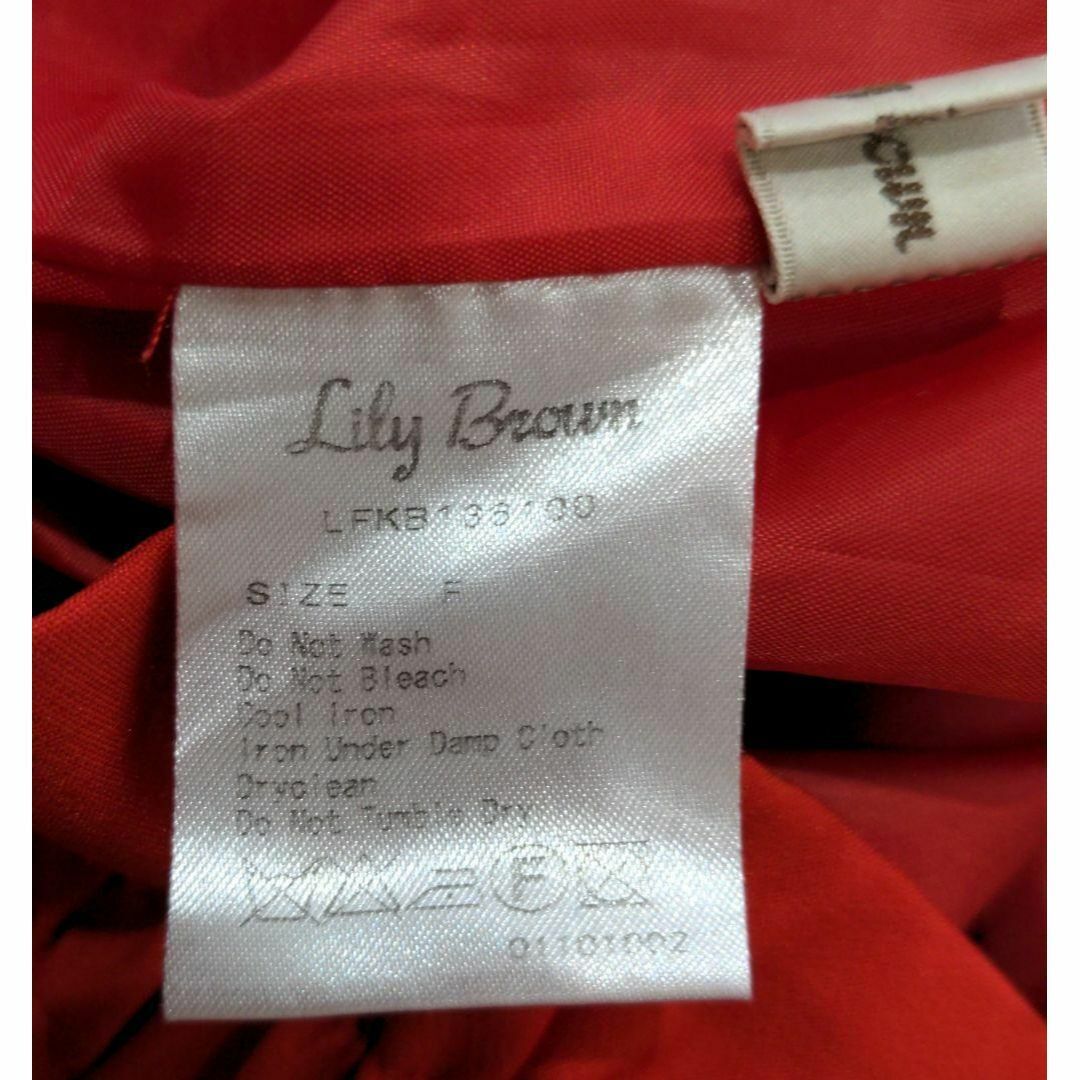 Lily Brown
LFKB136100
SIZE F
Do Not Wash
Do Not Bleach
Cool Iron
Iron Under Damp Cloth
Dryclean
Do Not Tumble Dry
F
01101002